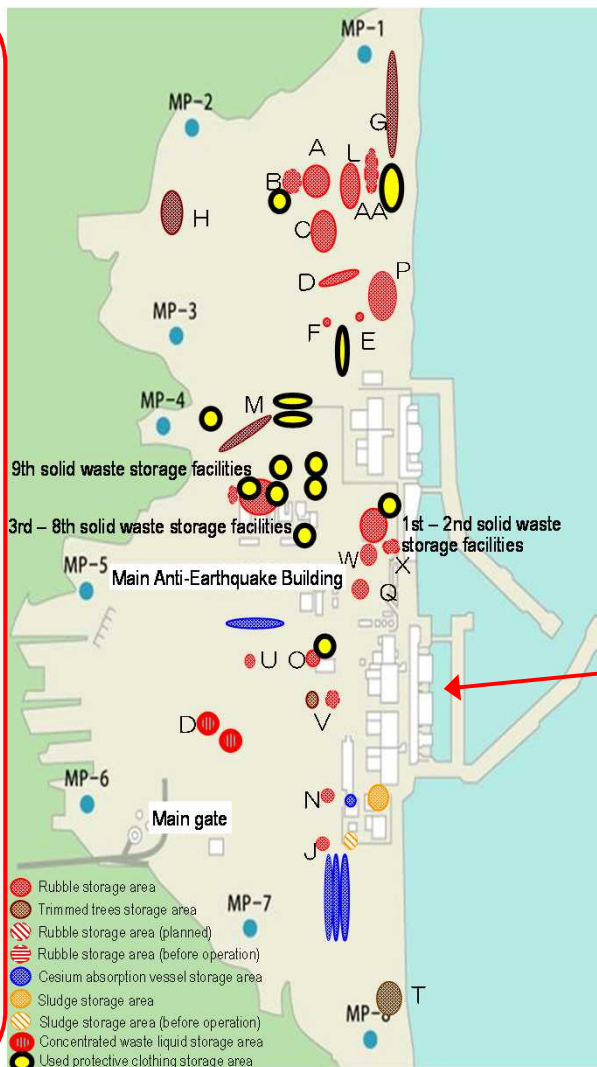 MP-1
MP-2
G
A
L
B
AA
H
C
D
P
F
E
MP-3
M
MP-4
9th solid waste storage facilities
3rd – 8th solid waste storage facilities
1st – 2nd solid waste
storage facilities
W
X
MP-5
Main Anti-Earthquake Building
Q
U
O
V
D
N
MP-6
Main gate
J
MP-7
T
MP-8
Rubble storage area
Trimmed trees storage area
Rubble storage area (planned)
Rubble storage area (before operation)
Cesium absorption vessel storage area
Sludge storage area
Sludge storage area (before operation)
Concentrated waste liquid storage area
Used protective clothing storage area